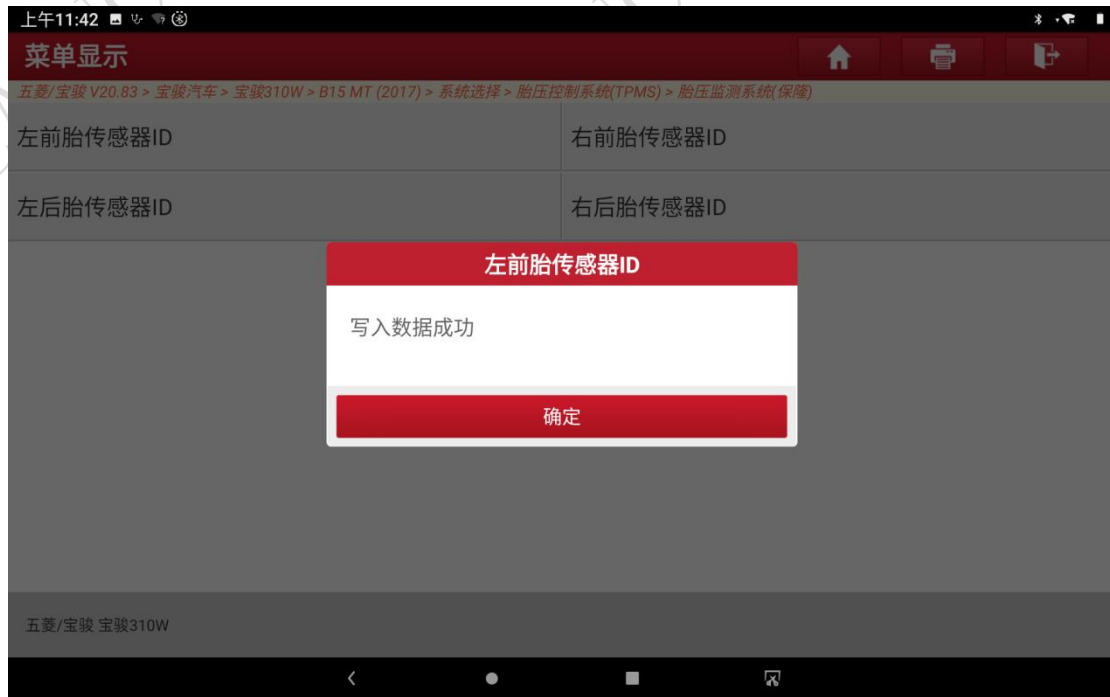 上午11:42
菜单显示
五菱/宝骏 V20.83 > 宝骏汽车 > 宝骏310W > B15 MT (2017) > 系统选择 > 胎压控制系统(TPMS) > 胎压监测系统(保隆)
左前胎传感器ID
右前胎传感器ID
左后胎传感器ID
右后胎传感器ID
左前胎传感器ID
写入数据成功
确定
五菱/宝骏 宝骏310W